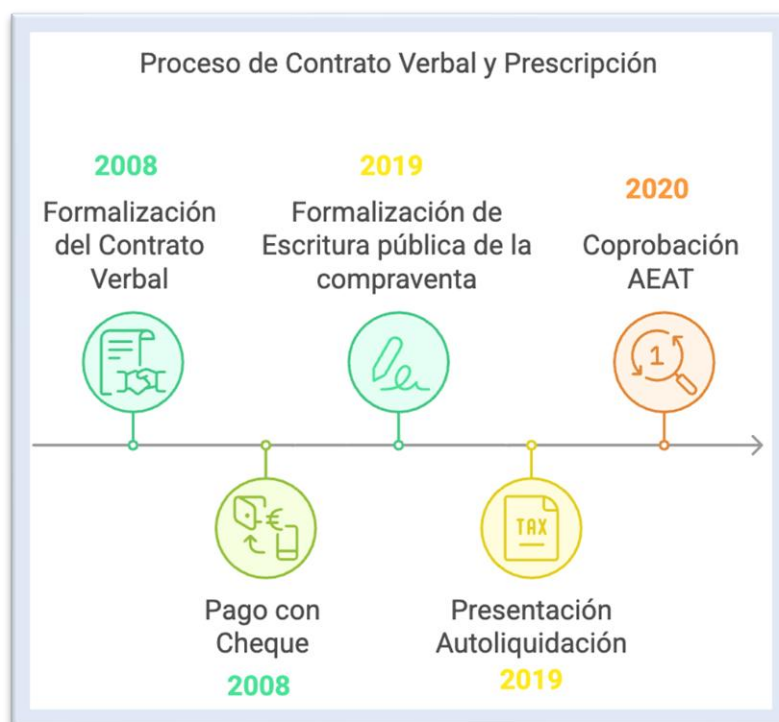 Proceso de Contrato Verbal y Prescripción
2008
Formalización
del Contrato
Verbal
2019
Formalización de
Escritura pública de la
compraventa
2020
Coprobación
AEAT
1
€
TAX
Pago con
Cheque
2008
Presentación
Autoliquidación
2019